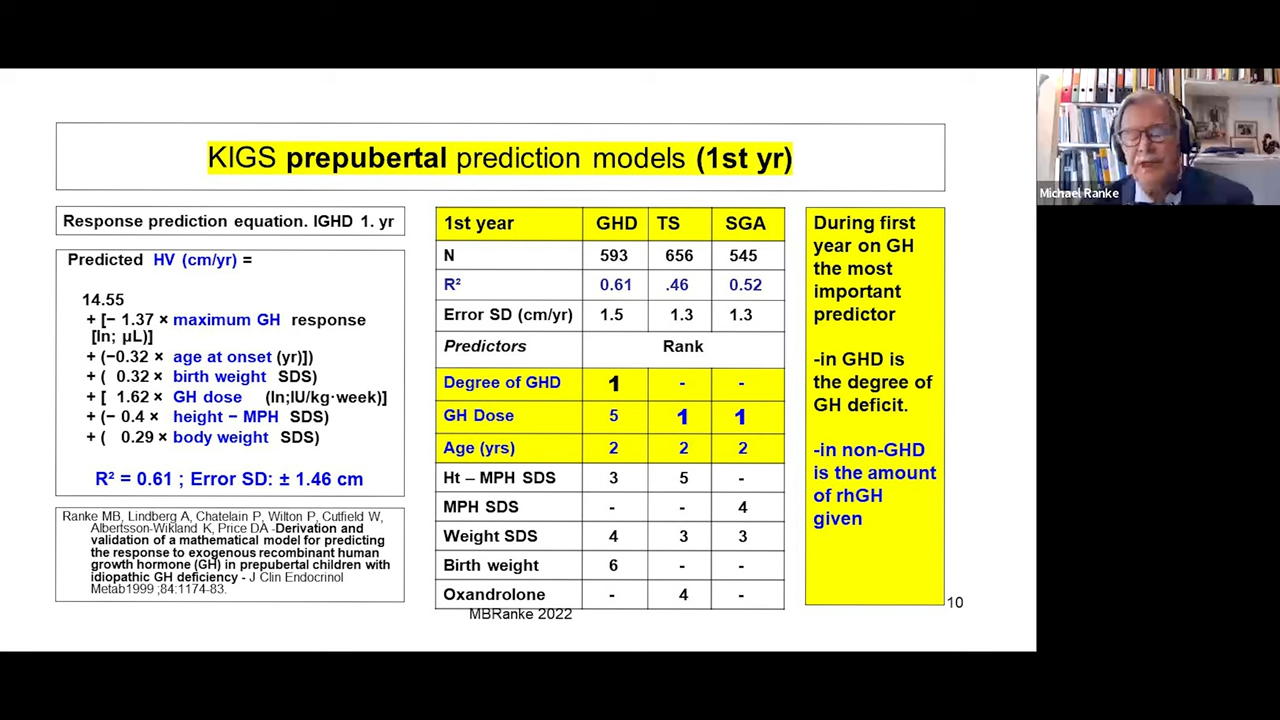 KIGS prepubertal prediction models (1st yr)
Response prediction equation. IGHD 1. yr
Predicted HV (cm/yr) =
14.55
+ [− 1.37 × maximum GH response
[ln; µL)]
+ (−0.32 × age at onset (yr)])
+ ( 0.32 × birth weight SDS)
+ [ 1.62 × GH dose (ln;IU/kg·week)]
+ (− 0.4 × height − MPH SDS)
+ ( 0.29 × body weight SDS)
R² = 0.61 ; Error SD: ± 1.46 cm
Ranke MB, Lindberg A, Chatelain P, Wilton P, Cutfield W,
Albertsson-Wikland K, Price DA -Derivation and
validation of a mathematical model for predicting
the response to exogenous recombinant human
growth hormone (GH) in prepubertal children with
idiopathic GH deficiency - J Clin Endocrinol
Metab1999 ;84:1174-83.
1st year GHD TS SGA
N 593 656 545
R² 0.61 .46 0.52
Error SD (cm/yr) 1.5 1.3 1.3
Predictors Rank
Degree of GHD 1 - -
GH Dose 5 1 1
Age (yrs) 2 2 2
Ht – MPH SDS 3 5 -
MPH SDS - - 4
Weight SDS 4 3 3
Birth weight 6 - -
Oxandrolone - 4 -
MBRanke 2022
During first
year on GH
the most
important
predictor
-in GHD is
the degree of
GH deficit.
-in non-GHD
is the amount
of rhGH
given
10
Michael Ranke